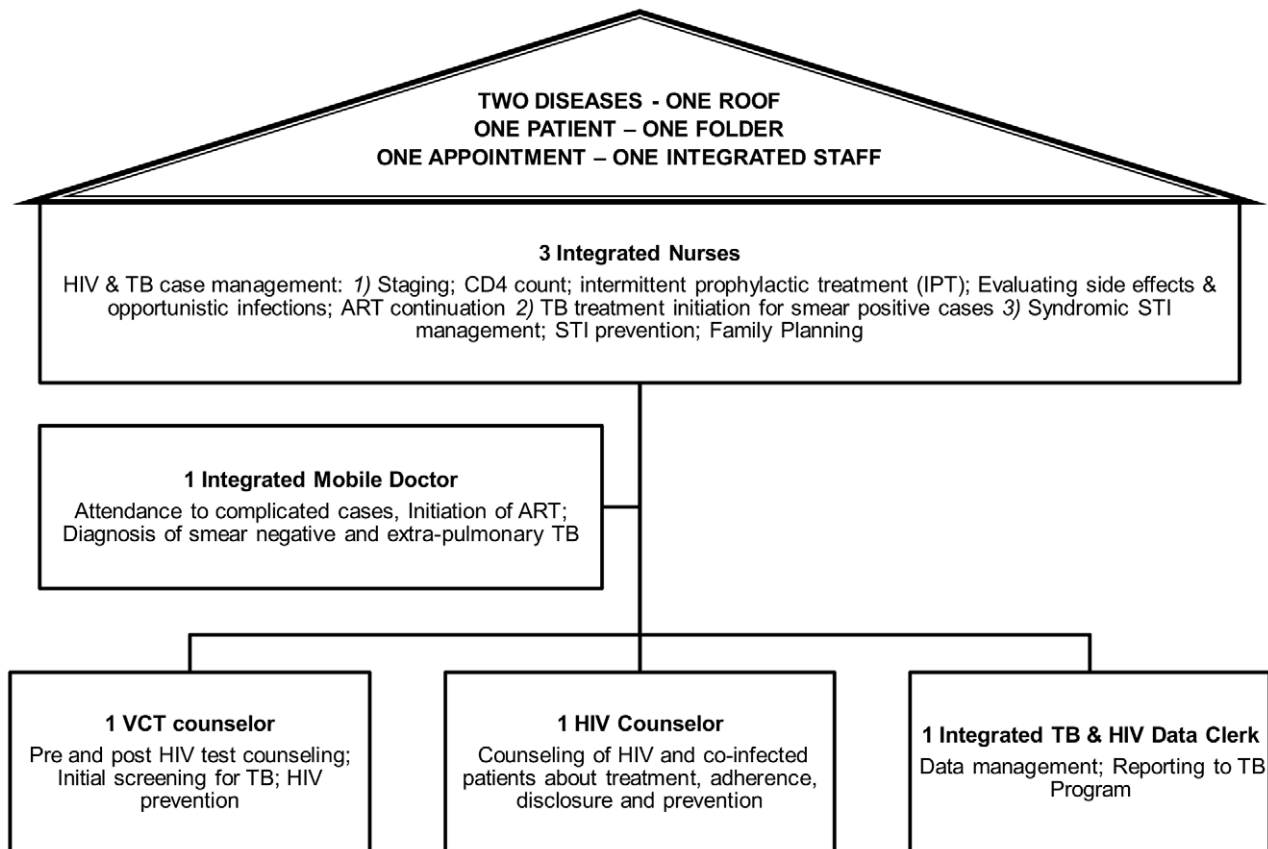 TWO DISEASES - ONE ROOF
ONE PATIENT – ONE FOLDER
ONE APPOINTMENT – ONE INTEGRATED STAFF
3 Integrated Nurses
HIV & TB case management: 1) Staging; CD4 count; intermittent prophylactic treatment (IPT); Evaluating side effects &
opportunistic infections; ART continuation 2) TB treatment initiation for smear positive cases 3) Syndromic STI
management; STI prevention; Family Planning
1 Integrated Mobile Doctor
Attendance to complicated cases, Initiation of ART;
Diagnosis of smear negative and extra-pulmonary TB
1 VCT counselor
Pre and post HIV test counseling;
Initial screening for TB; HIV
prevention
1 HIV Counselor
Counseling of HIV and co-infected
patients about treatment, adherence,
disclosure and prevention
1 Integrated TB & HIV Data Clerk
Data management; Reporting to TB
Program